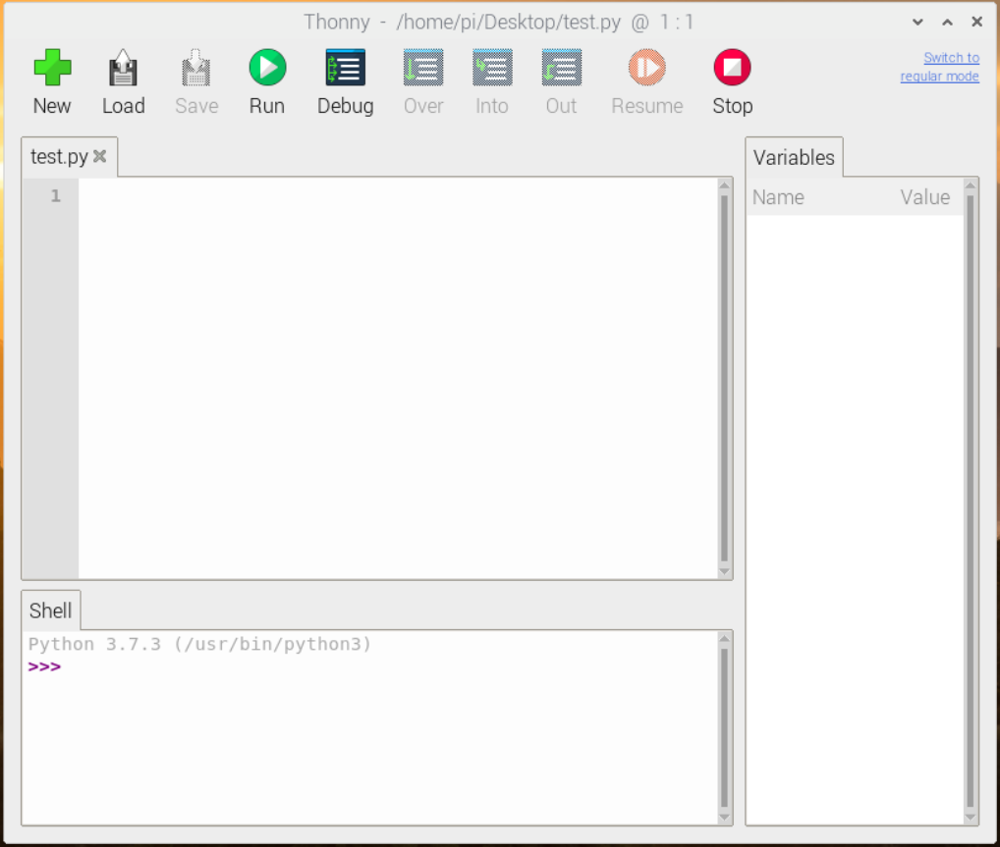 Thonny - /home/pi/Desktop/test.py @ 1:1
New Load Save Run Debug Over Into Out Resume Stop
Switch to
regular mode
test.py
1
Variables
Name Value
Shell
Python 3.7.3 (/usr/bin/python3)
>>>